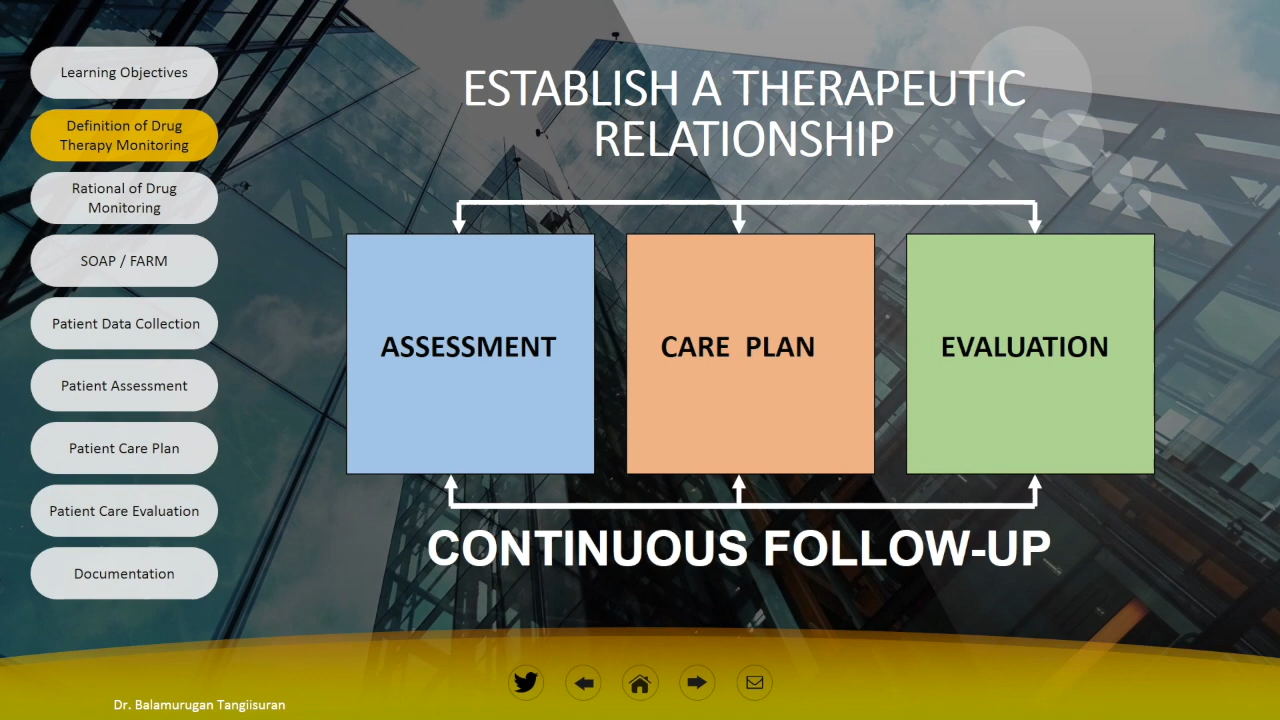 Learning Objectives
Definition of Drug
Therapy Monitoring
Rational of Drug
Monitoring
SOAP / FARM
Patient Data Collection
Patient Assessment
Patient Care Plan
Patient Care Evaluation
Documentation
ESTABLISH A THERAPEUTIC
RELATIONSHIP
ASSESSMENT
CARE PLAN
EVALUATION
CONTINUOUS FOLLOW-UP
Dr. Balamurugan Tangiisuran